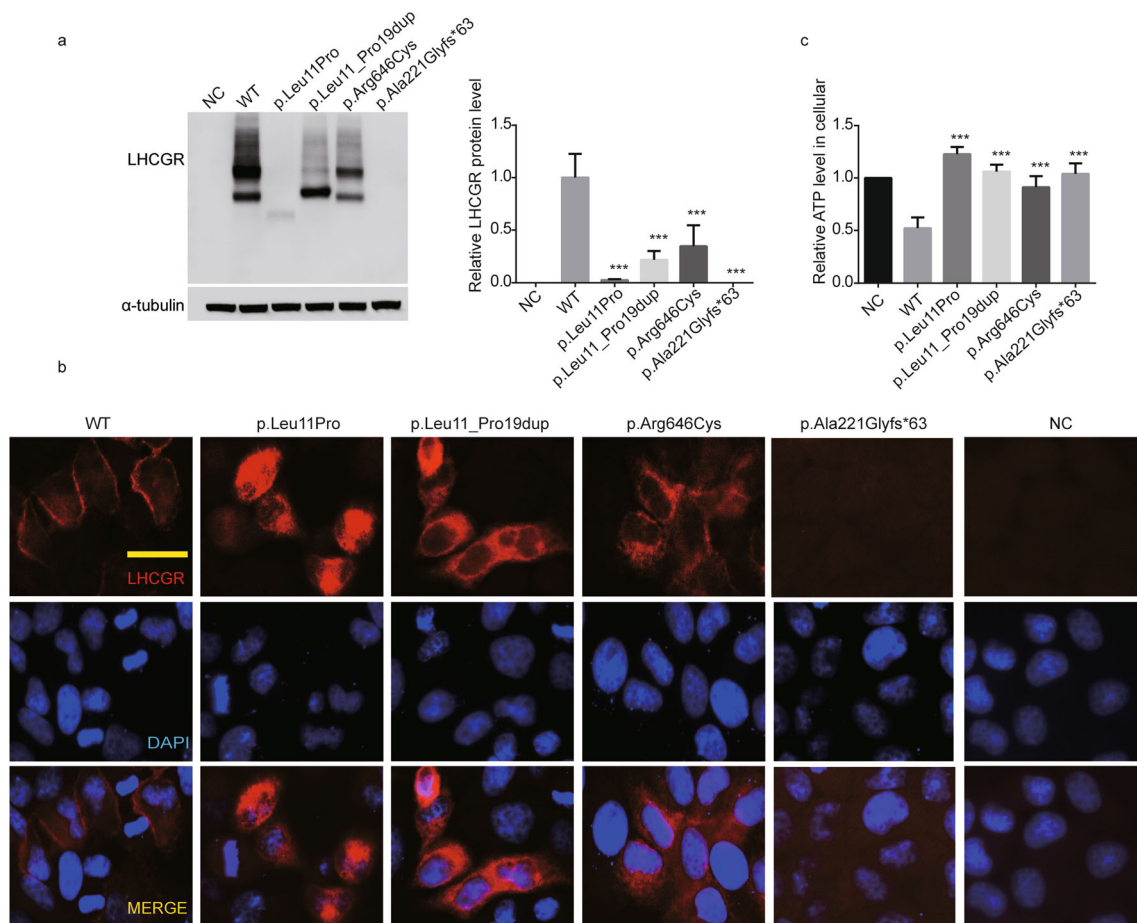 a
NC
WT
p.Leu11Pro
p.Leu11_Pro19dup
p.Arg646Cys
p.Ala221Glyfs*63
LHCGR
α-tubulin
Relative LHCGR protein level
1.5
1.0
0.5
0.0
***
***
***
***
NC
WT
p.Leu11Pro
p.Leu11_Pro19dup
p.Arg646Cys
p.Ala221Glyfs*63
c
Relative ATP level in cellular
1.5
1.0
0.5
0.0
***
***
***
***
NC
WT
p.Leu11Pro
p.Leu11_Pro19dup
p.Arg646Cys
p.Ala221Glyfs*63
b
WT p.Leu11Pro p.Leu11_Pro19dup p.Arg646Cys p.Ala221Glyfs*63 NC
LHCGR
DAPI
MERGE